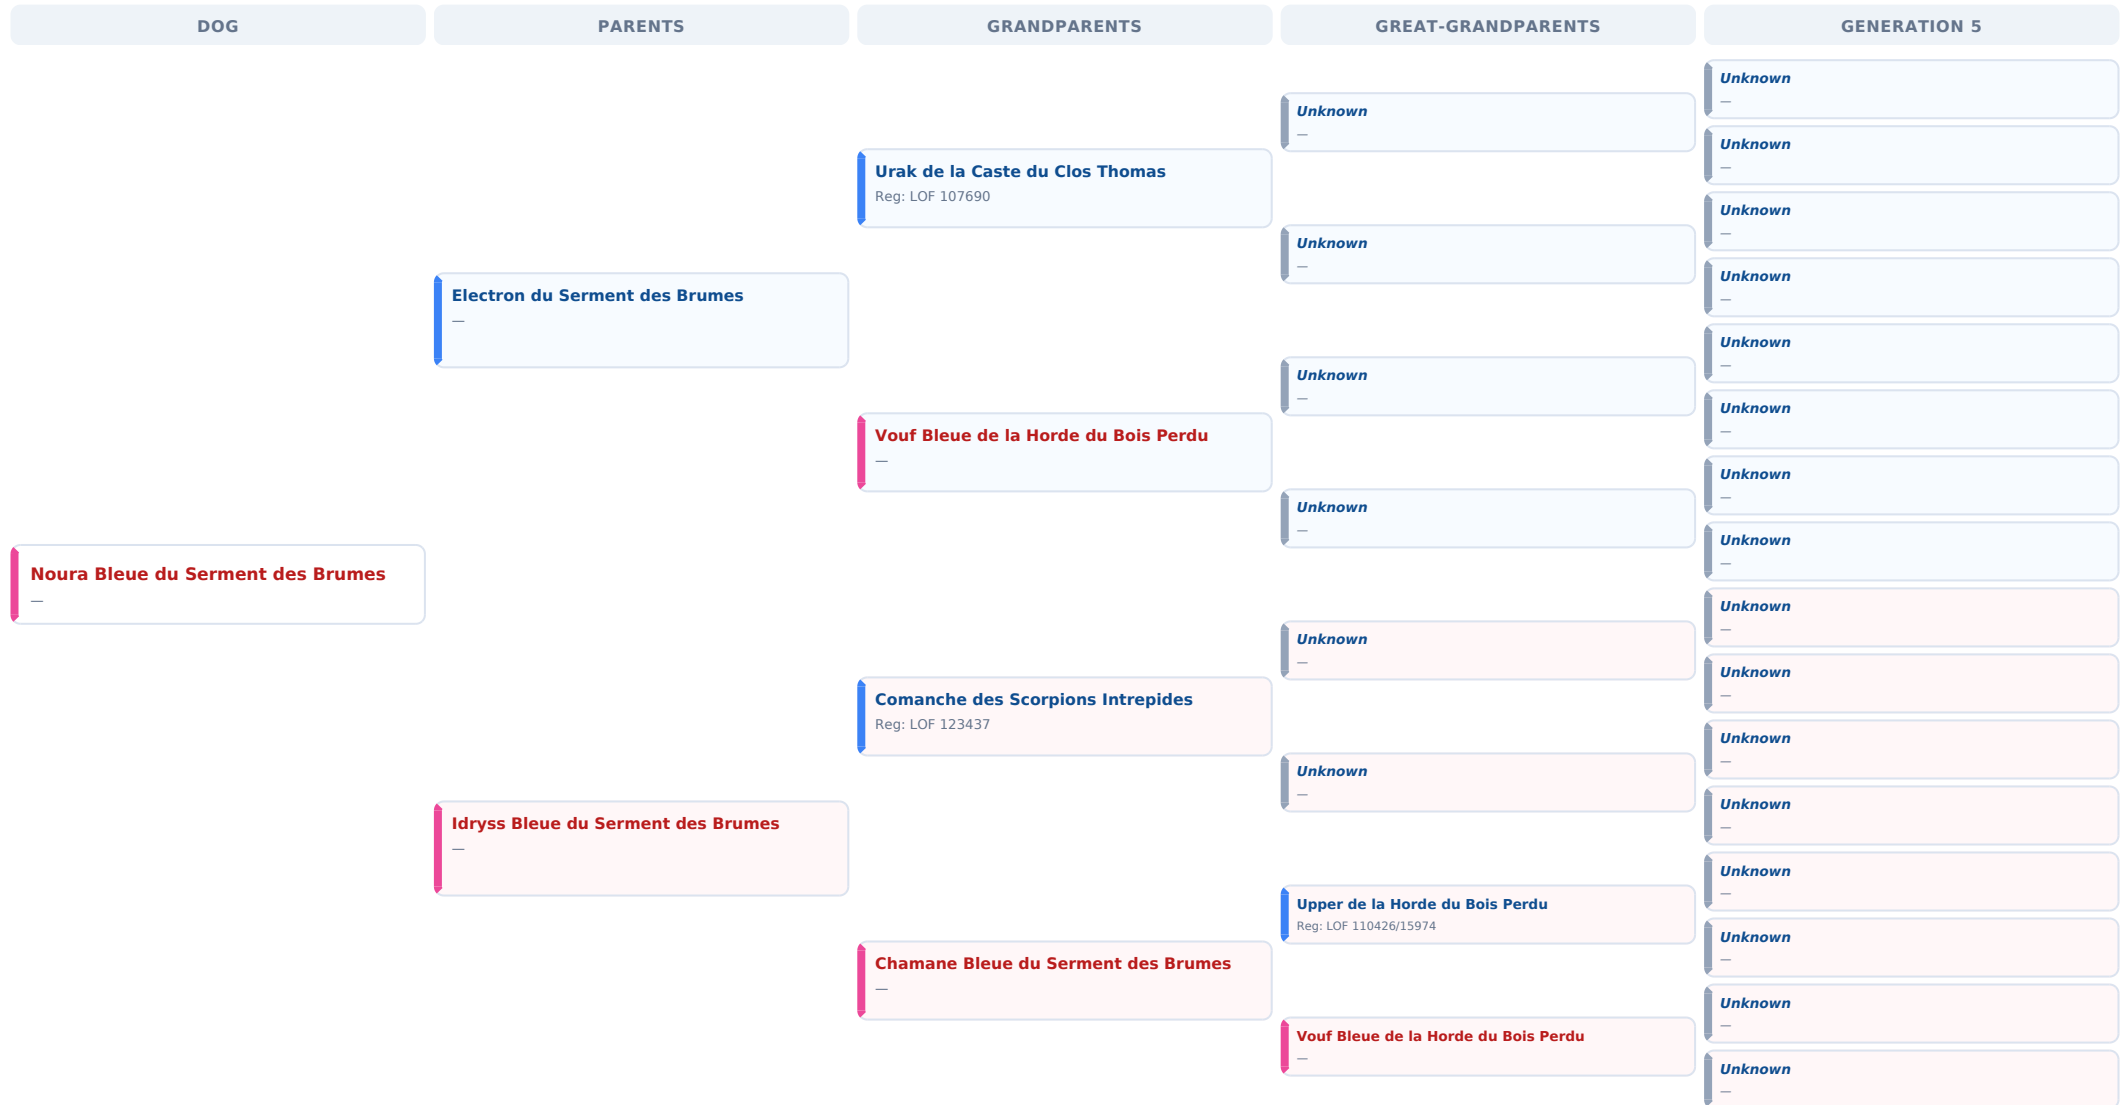 DOG
PARENTS
GRANDPARENTS
GREAT-GRANDPARENTS
GENERATION 5
Noura Bleue du Serment des Brumes
—
Electron du Serment des Brumes
—
Idryss Bleue du Serment des Brumes
—
Urak de la Caste du Clos Thomas
Reg: LOF 107690
Vouf Bleue de la Horde du Bois Perdu
—
Comanche des Scorpions Intrepides
Reg: LOF 123437
Chamane Bleue du Serment des Brumes
—
Unknown
—
Unknown
—
Unknown
—
Unknown
—
Unknown
—
Unknown
—
Upper de la Horde du Bois Perdu
Reg: LOF 110426/15974
Vouf Bleue de la Horde du Bois Perdu
—
Unknown
—
Unknown
—
Unknown
—
Unknown
—
Unknown
—
Unknown
—
Unknown
—
Unknown
—
Unknown
—
Unknown
—
Unknown
—
Unknown
—
Unknown
—
Unknown
—
Unknown
—
Unknown
—